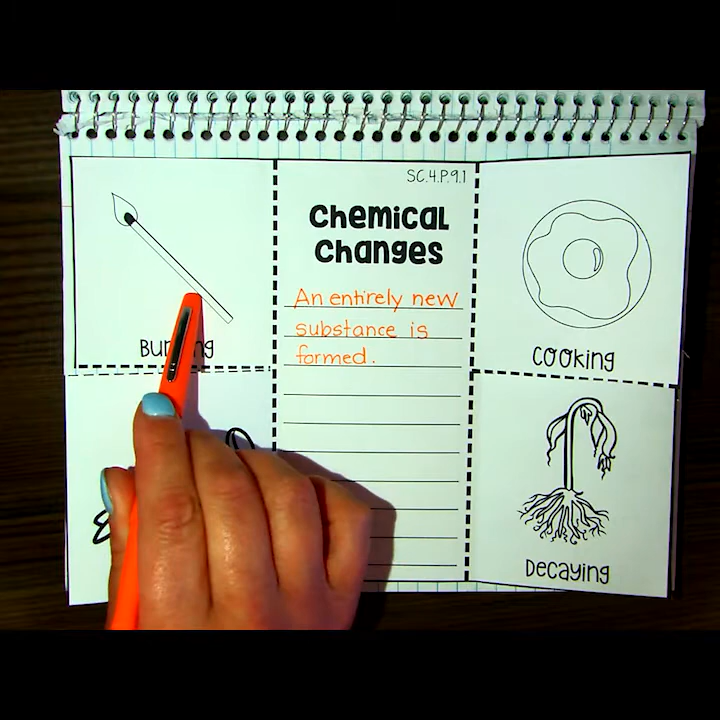 SC.4.P.9.1
Chemical
Changes
An entirely new
substance is
formed.
Cooking
Decaying